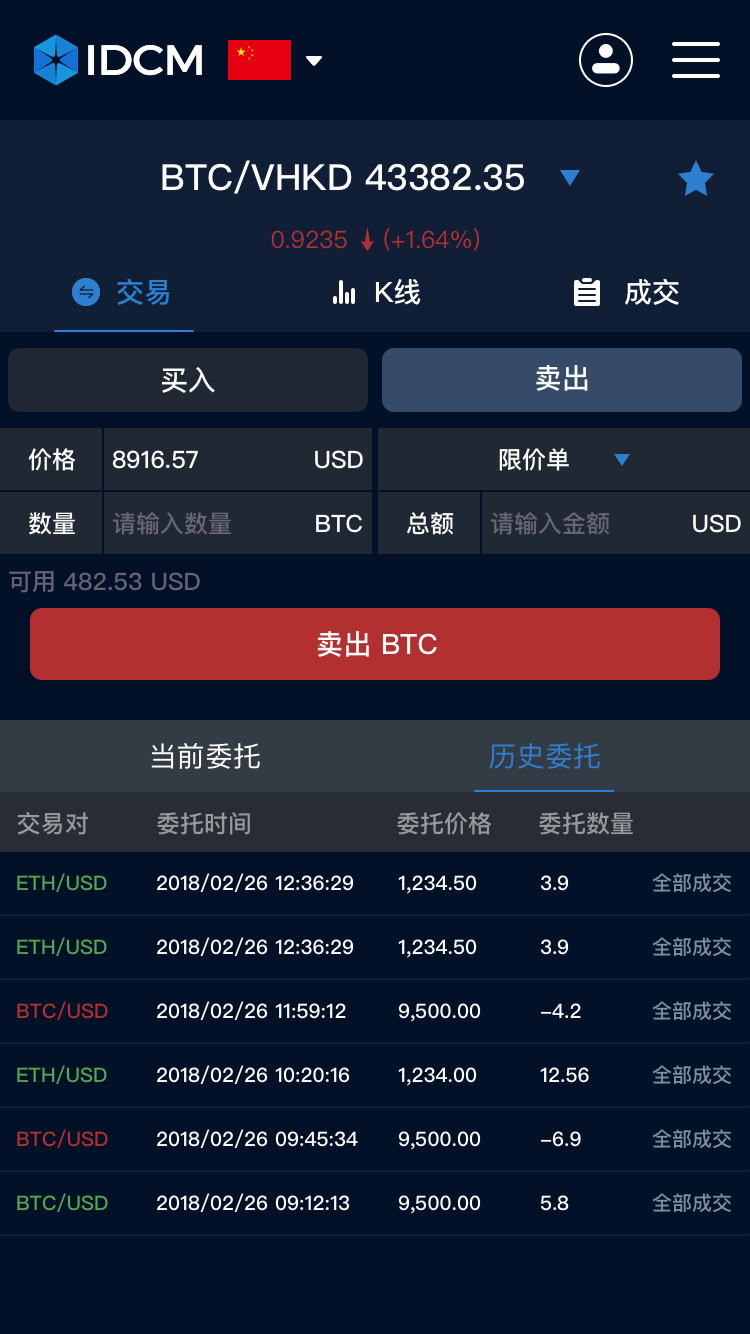 IDCM
BTC/VHKD 43382.35
0.9235 (+1.64%)
交易 K线 成交
买入 卖出
价格 8916.57 USD 限价单
数量 请输入数量 BTC 总额 请输入金额 USD
可用 482.53 USD
卖出 BTC
当前委托 历史委托
交易对 委托时间 委托价格 委托数量
ETH/USD 2018/02/26 12:36:29 1,234.50 3.9 全部成交
ETH/USD 2018/02/26 12:36:29 1,234.50 3.9 全部成交
BTC/USD 2018/02/26 11:59:12 9,500.00 –4.2 全部成交
ETH/USD 2018/02/26 10:20:16 1,234.00 12.56 全部成交
BTC/USD 2018/02/26 09:45:34 9,500.00 –6.9 全部成交
BTC/USD 2018/02/26 09:12:13 9,500.00 5.8 全部成交